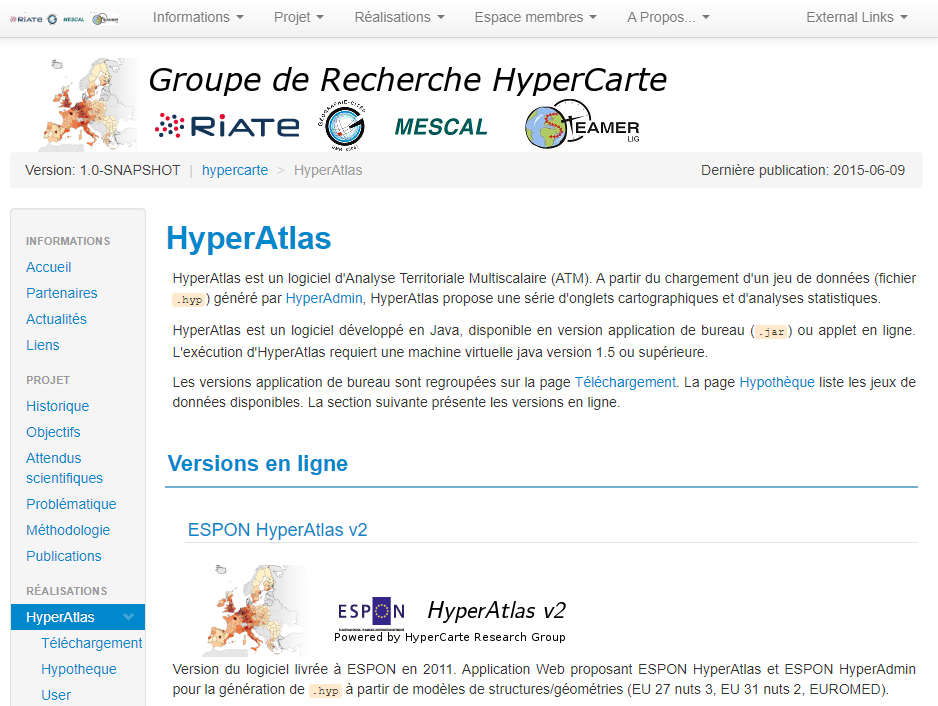 RIATE MESCAL STEAMER Informations Projet Réalisations Espace membres A Propos... External Links
Groupe de Recherche HyperCarte
RIATE GÉOGRAPHIE-CITÉS MESCAL STEAMER LIG
Version: 1.0-SNAPSHOT | hypercarte > HyperAtlas Dernière publication: 2015-06-09
INFORMATIONS
Accueil
Partenaires
Actualités
Liens
PROJET
Historique
Objectifs
Attendus
scientifiques
Problématique
Méthodologie
Publications
RÉALISATIONS
HyperAtlas
Téléchargement
Hypotheque
User
HyperAtlas
HyperAtlas est un logiciel d'Analyse Territoriale Multiscalaire (ATM). A partir du chargement d'un jeu de données (fichier
.hyp) généré par HyperAdmin, HyperAtlas propose une série d'onglets cartographiques et d'analyses statistiques.
HyperAtlas est un logiciel développé en Java, disponible en version application de bureau (.jar) ou applet en ligne.
L'exécution d'HyperAtlas requiert une machine virtuelle java version 1.5 ou supérieure.
Les versions application de bureau sont regroupées sur la page Téléchargement. La page Hypothèque liste les jeux de
données disponibles. La section suivante présente les versions en ligne.
Versions en ligne
ESPON HyperAtlas v2
ESPON HyperAtlas v2
Powered by HyperCarte Research Group
Version du logiciel livrée à ESPON en 2011. Application Web proposant ESPON HyperAtlas et ESPON HyperAdmin
pour la génération de .hyp à partir de modèles de structures/géométries (EU 27 nuts 3, EU 31 nuts 2, EUROMED).